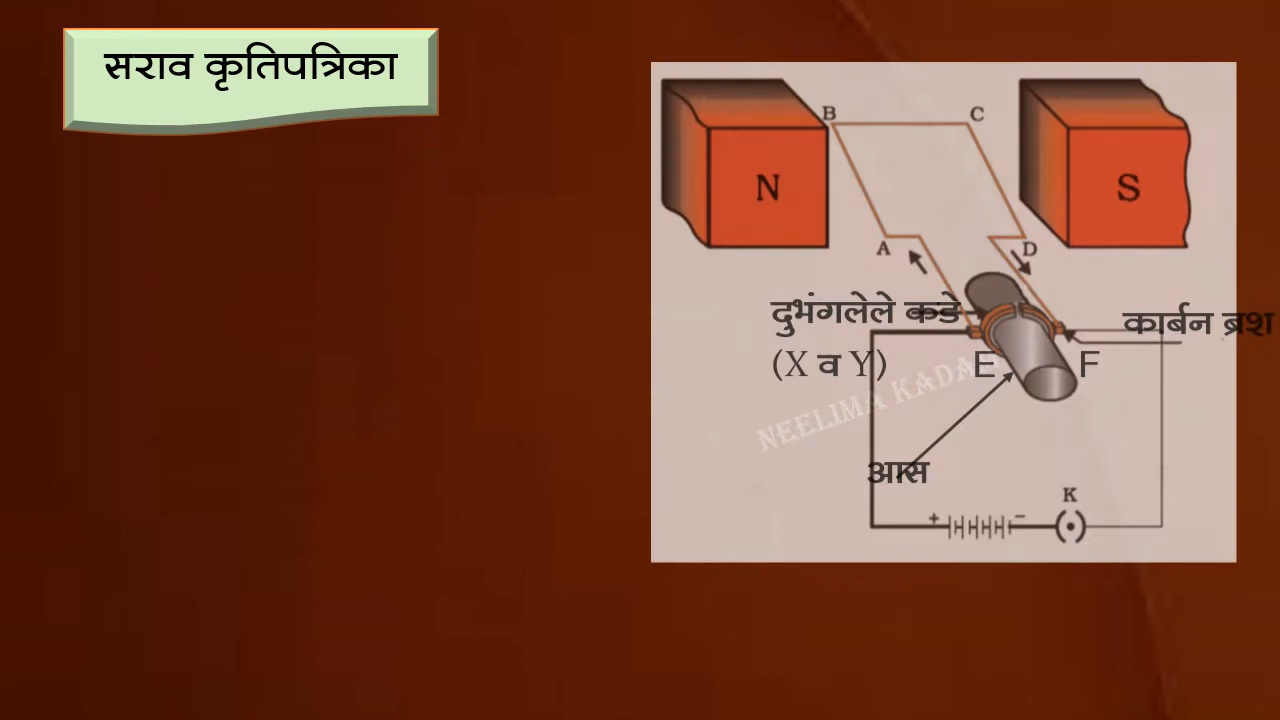 सराव कृतिपत्रिका
B
C
N
S
A
D
दुभंगलेले कडे
कार्बन ब्रश
(X व Y)
E
F
NEELIMA KADAM
आस
K
+
−